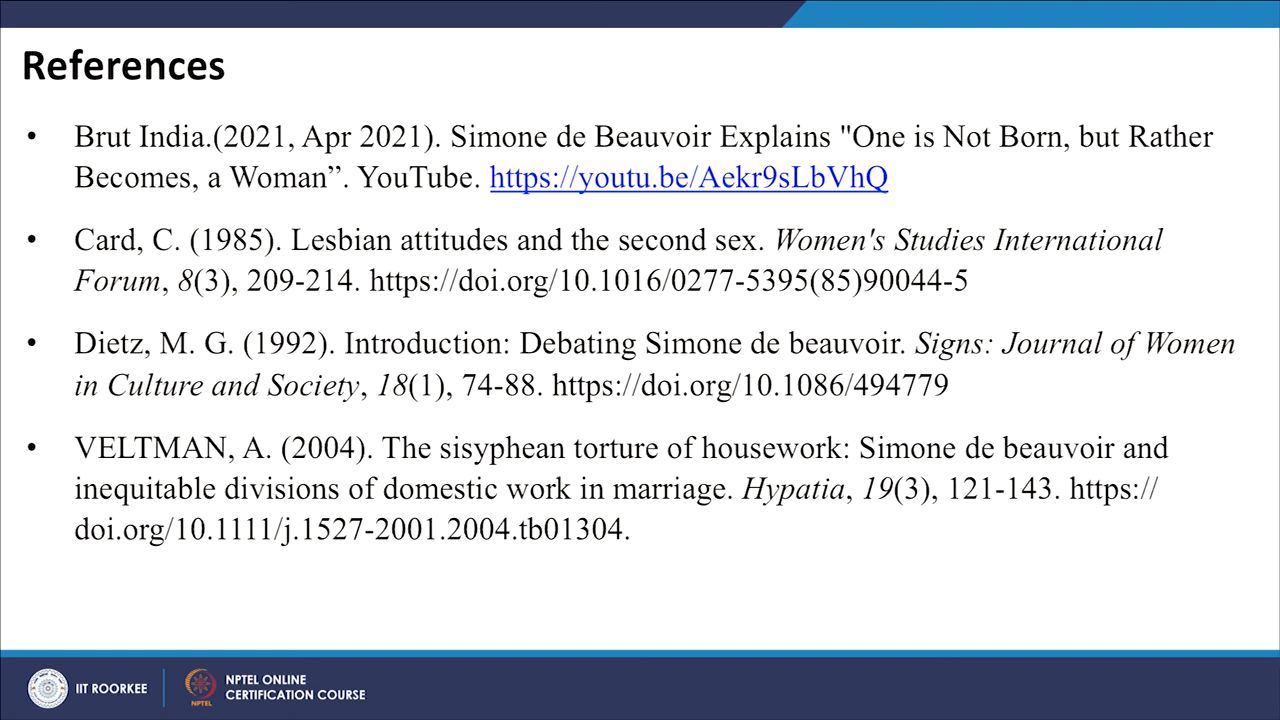 References
• Brut India.(2021, Apr 2021). Simone de Beauvoir Explains "One is Not Born, but Rather
Becomes, a Woman”. YouTube. https://youtu.be/Aekr9sLbVhQ
• Card, C. (1985). Lesbian attitudes and the second sex. Women's Studies International
Forum, 8(3), 209-214. https://doi.org/10.1016/0277-5395(85)90044-5
• Dietz, M. G. (1992). Introduction: Debating Simone de beauvoir. Signs: Journal of Women
in Culture and Society, 18(1), 74-88. https://doi.org/10.1086/494779
• VELTMAN, A. (2004). The sisyphean torture of housework: Simone de beauvoir and
inequitable divisions of domestic work in marriage. Hypatia, 19(3), 121-143. https://
doi.org/10.1111/j.1527-2001.2004.tb01304.
IIT ROORKEE
NPTEL
NPTEL ONLINE
CERTIFICATION COURSE